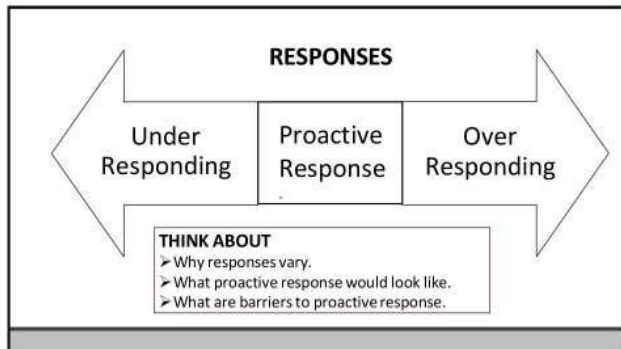 RESPONSES
Under
Responding
Proactive
Response
Over
Responding
THINK ABOUT
➢Why responses vary.
➢What proactive response would look like.
➢What are barriers to proactive response.